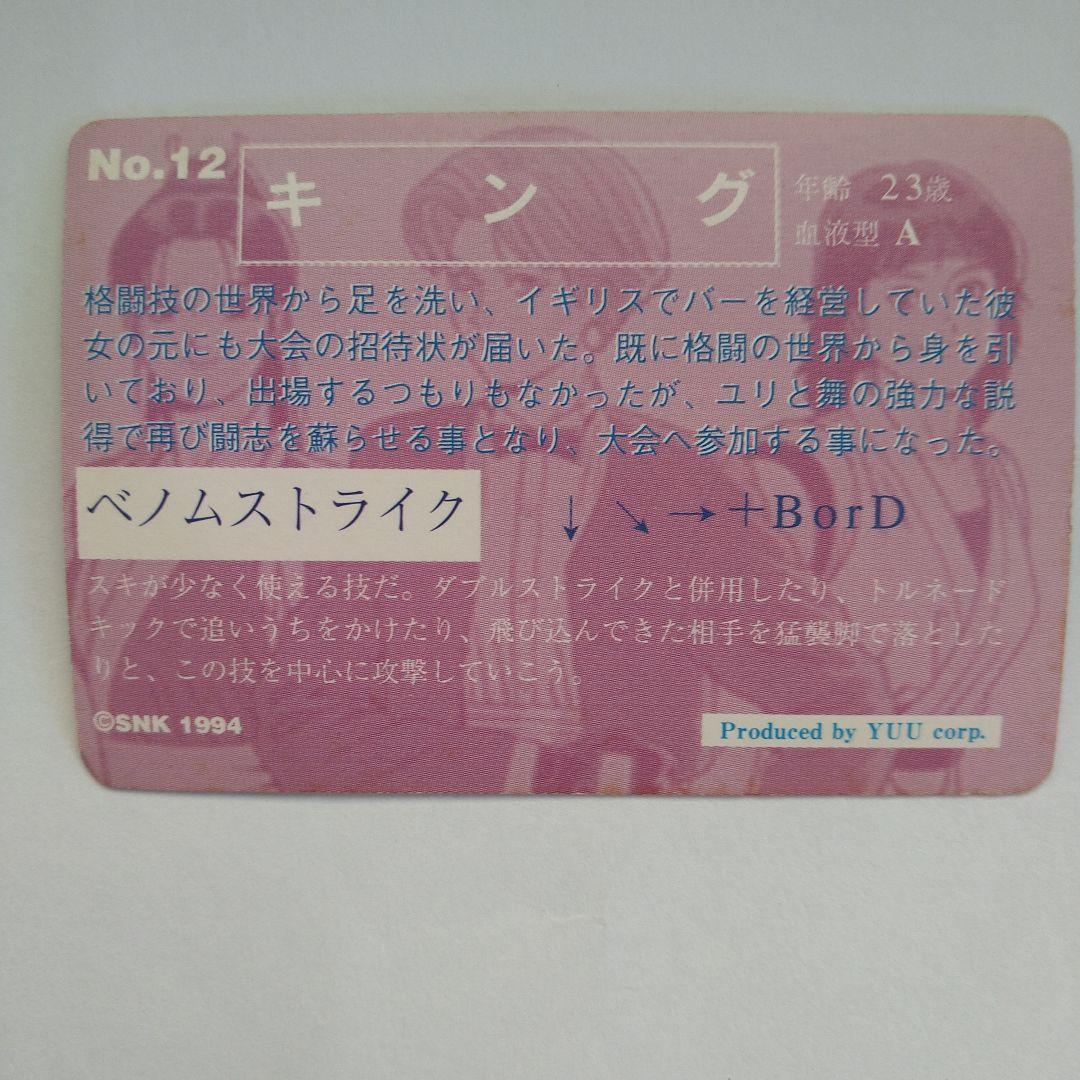 No.12
キング
年齢 23歳
血液型 A
格闘技の世界から足を洗い、イギリスでバーを経営していた彼
女の元にも大会の招待状が届いた。既に格闘の世界から身を引
いており、出場するつもりもなかったが、ユリと舞の強力な説
得で再び闘志を蘇らせる事となり、大会へ参加する事になった。
ベノムストライク ↓↘→+BorD
スキが少なく使える技だ。ダブルストライクと併用したり、トルネード
キックで追いうちをかけたり、飛び込んできた相手を猛襲脚で落とした
りと、この技を中心に攻撃していこう。
©SNK 1994
Produced by YUU corp.